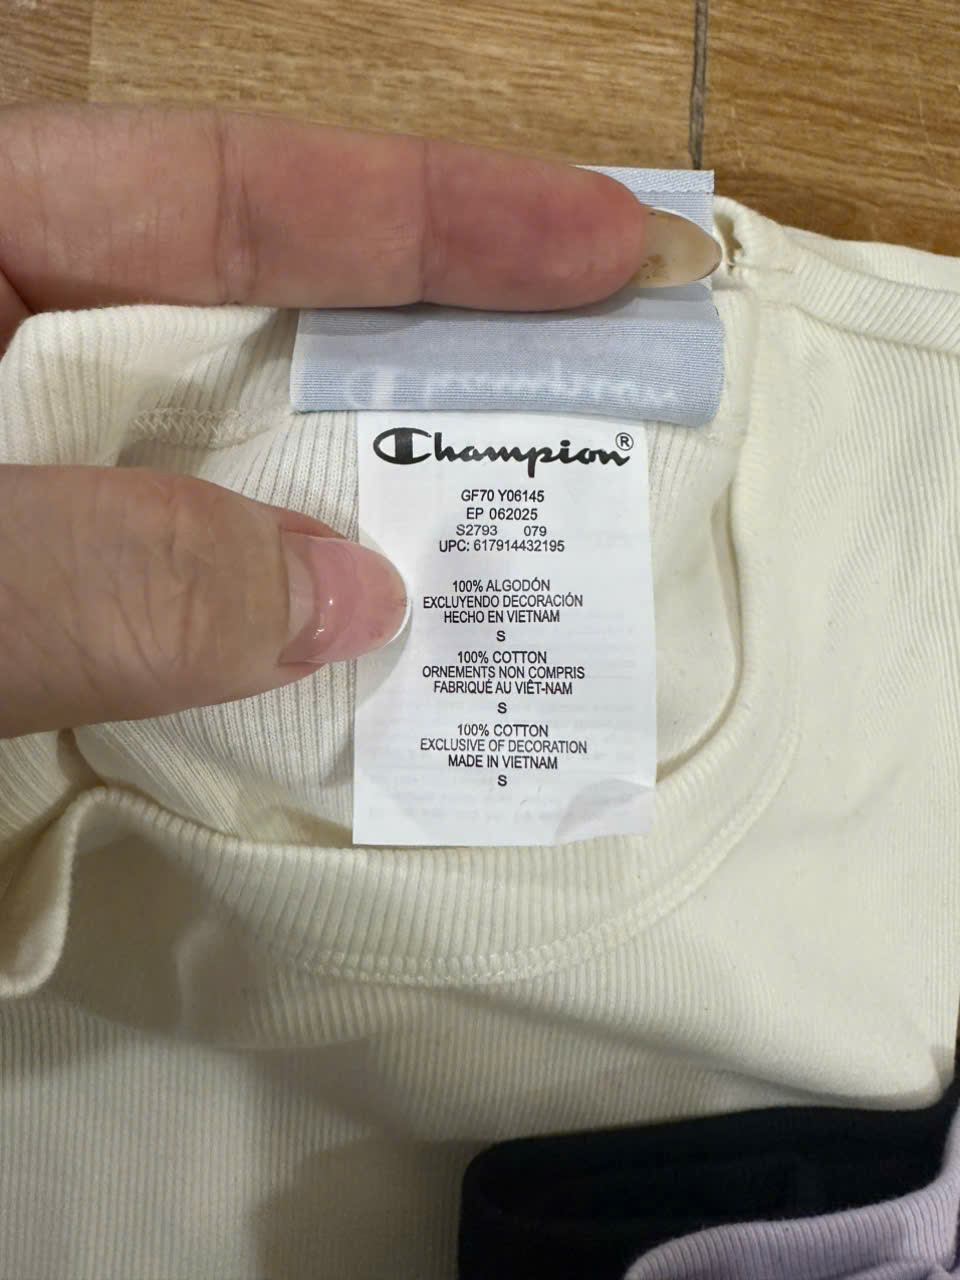 Champion®
GF70 Y06145
EP 062025
S2793 079
UPC: 617914432195
100% ALGODÓN
EXCLUYENDO DECORACIÓN
HECHO EN VIETNAM
S
100% COTTON
ORNEMENTS NON COMPRIS
FABRIQUÉ AU VIÊT-NAM
S
100% COTTON
EXCLUSIVE OF DECORATION
MADE IN VIETNAM
S